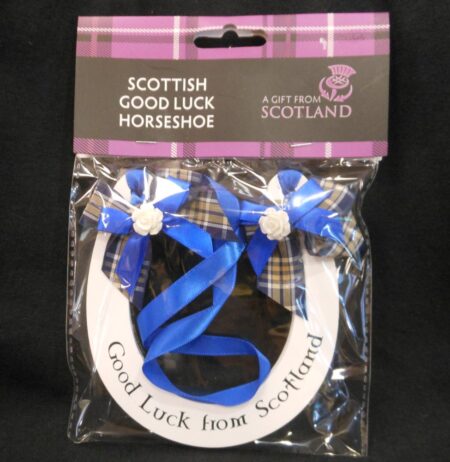 SCOTTISH
GOOD LUCK
HORSESHOE
A GIFT FROM
SCOTLAND
Good Luck from Scotland